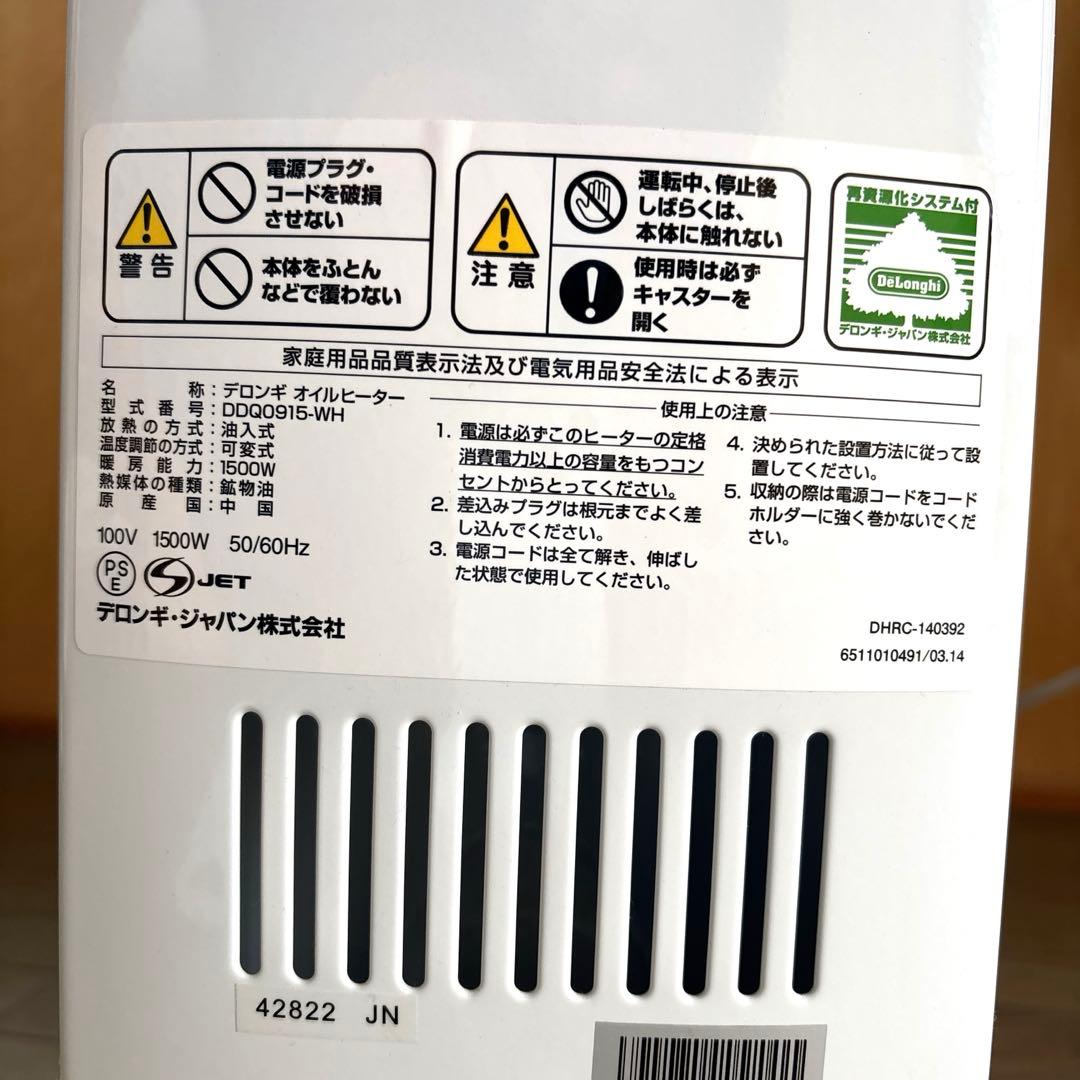 警告
電源プラグ・
コードを破損
させない
本体をふとん
などで覆わない
注意
運転中、停止後
しばらくは、
本体に触れない
使用時は必ず
キャスターを
開く
再資源化システム付
DeLonghi
デロンギ・ジャパン株式会社
家庭用品品質表示法及び電気用品安全法による表示
名称：デロンギ オイルヒーター
型式番号：DDQ0915-WH
放熱の方式：油入式
温度調節の方式：可変式
暖房能力：1500W
熱媒体の種類：鉱物油
原産国：中国
100V 1500W 50/60Hz
PS
E
S JET
デロンギ・ジャパン株式会社
使用上の注意
1. 電源は必ずこのヒーターの定格
消費電力以上の容量をもつコン
セントからとってください。
2. 差込みプラグは根元までよく差
し込んでください。
3. 電源コードは全て解き、伸ばし
た状態で使用してください。
4. 決められた設置方法に従って設
置してください。
5. 収納の際は電源コードをコード
ホルダーに強く巻かないでくだ
さい。
DHRC-140392
6511010491/03.14
42822 JN